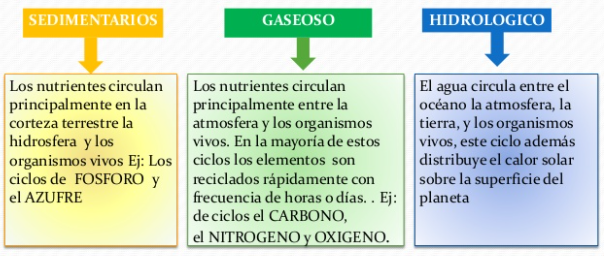 SEDIMENTARIOS
Los nutrientes circulan
principalmente en la
corteza terrestre la
hidrosfera y los
organismos vivos Ej: Los
ciclos de FOSFORO y
el AZUFRE
GASEOSO
Los nutrientes circulan
principalmente entre la
atmosfera y los organismos
vivos. En la mayoría de estos
ciclos los elementos son
reciclados rápidamente con
frecuencia de horas o días. . Ej:
de ciclos el CARBONO,
el NITROGENO y OXIGENO.
HIDROLOGICO
El agua circula entre el
océano la atmosfera, la
tierra, y los organismos
vivos, este ciclo además
distribuye el calor solar
sobre la superficie del
planeta